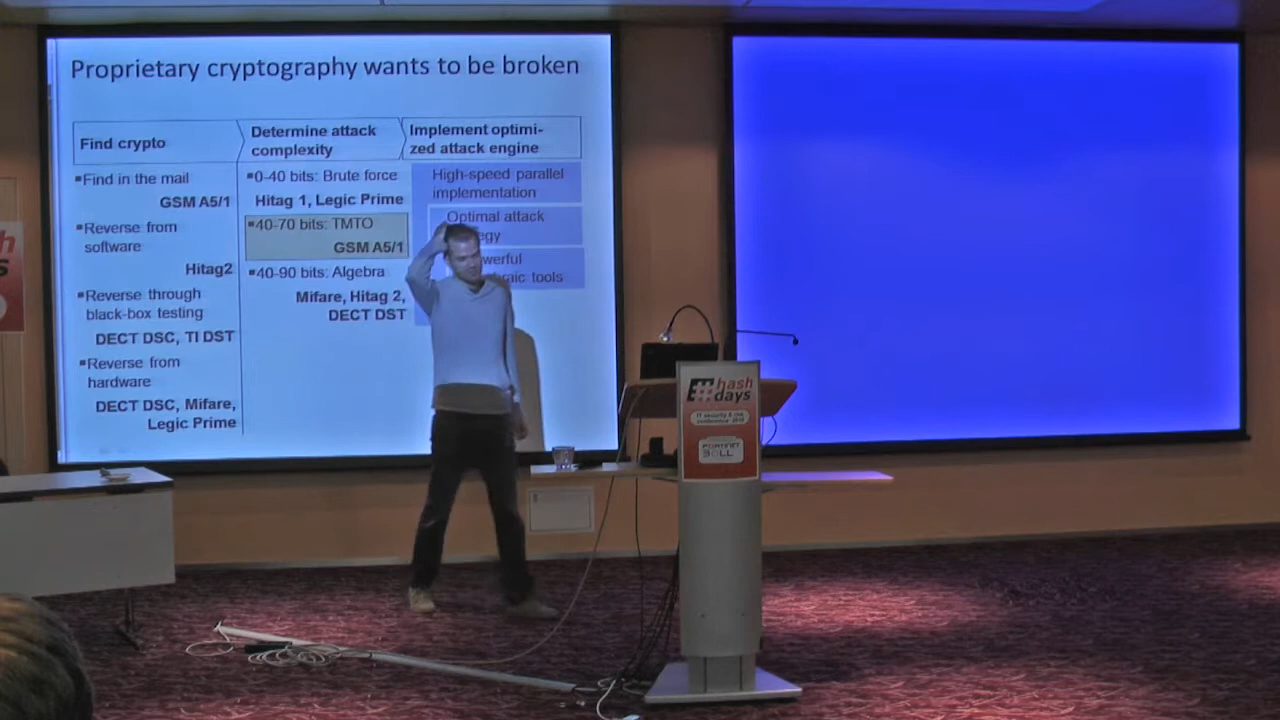 Proprietary cryptography wants to be broken
Find crypto
▪Find in the mail
GSM A5/1
▪Reverse from
software
Hitag2
▪Reverse through
black-box testing
DECT DSC, TI DST
▪Reverse from
hardware
DECT DSC, Mifare,
Legic Prime
Determine attack
complexity
▪0-40 bits: Brute force
Hitag 1, Legic Prime
▪40-70 bits: TMTO
GSM A5/1
▪40-90 bits: Algebra
Mifare, Hitag 2,
DECT DST
Implement optimi-
zed attack engine
High-speed parallel
implementation
Optimal attack
tools
#hash
days
FORTINET
BOLL